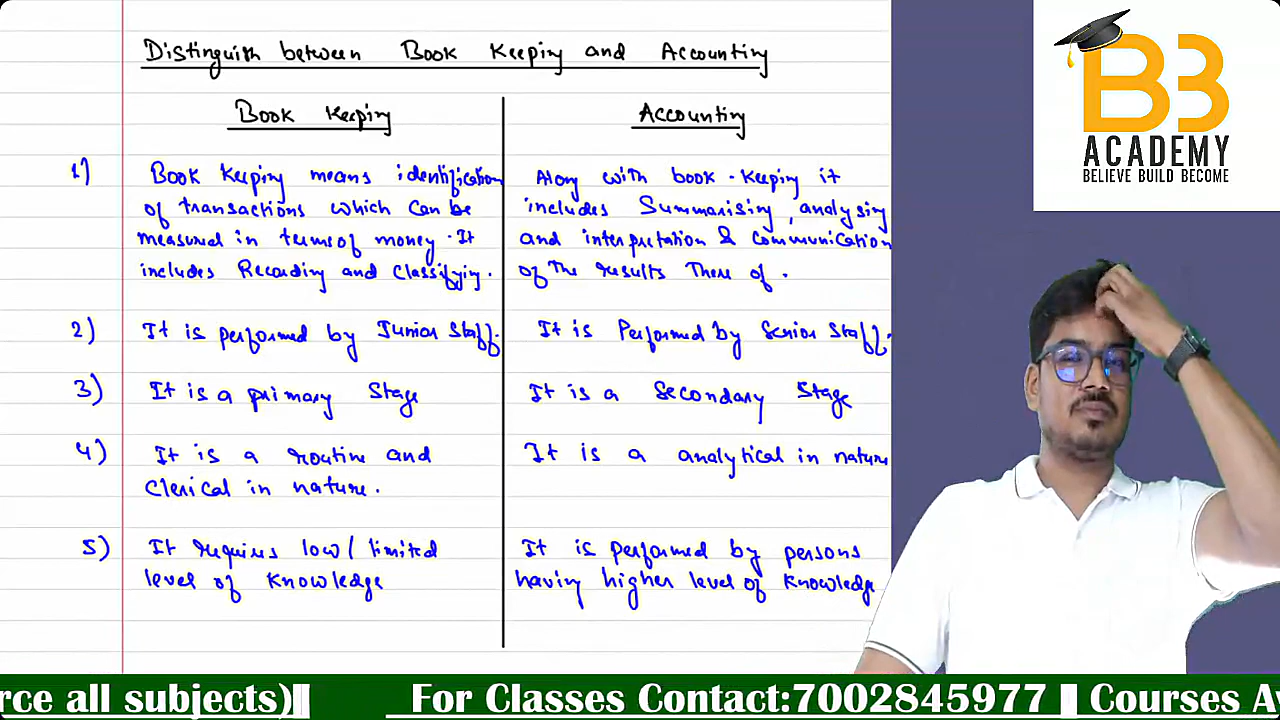 Distinguish between Book Keeping and Accounting
Book Keeping
Accounting
1)
Book Keeping means identification
of transactions which can be
measured in terms of money. It
includes Recording and Classifying.
Along with book-Keeping it
includes Summarising, analysing
and interpretation & communication
of The results There of.
2)
It is performed by Junior Staff.
It is Performed by Senior Staff.
3)
It is a primary Stage
It is a Secondary Stage
4)
It is a routine and
Clerical in nature.
It is a analytical in nature
5)
It requires low/limited
level of Knowledge
It is performed by persons
having higher level of Knowledge
B3
ACADEMY
BELIEVE BUILD BECOME
rce all subjects)‖ For Classes Contact:7002845977 ‖ Courses Av